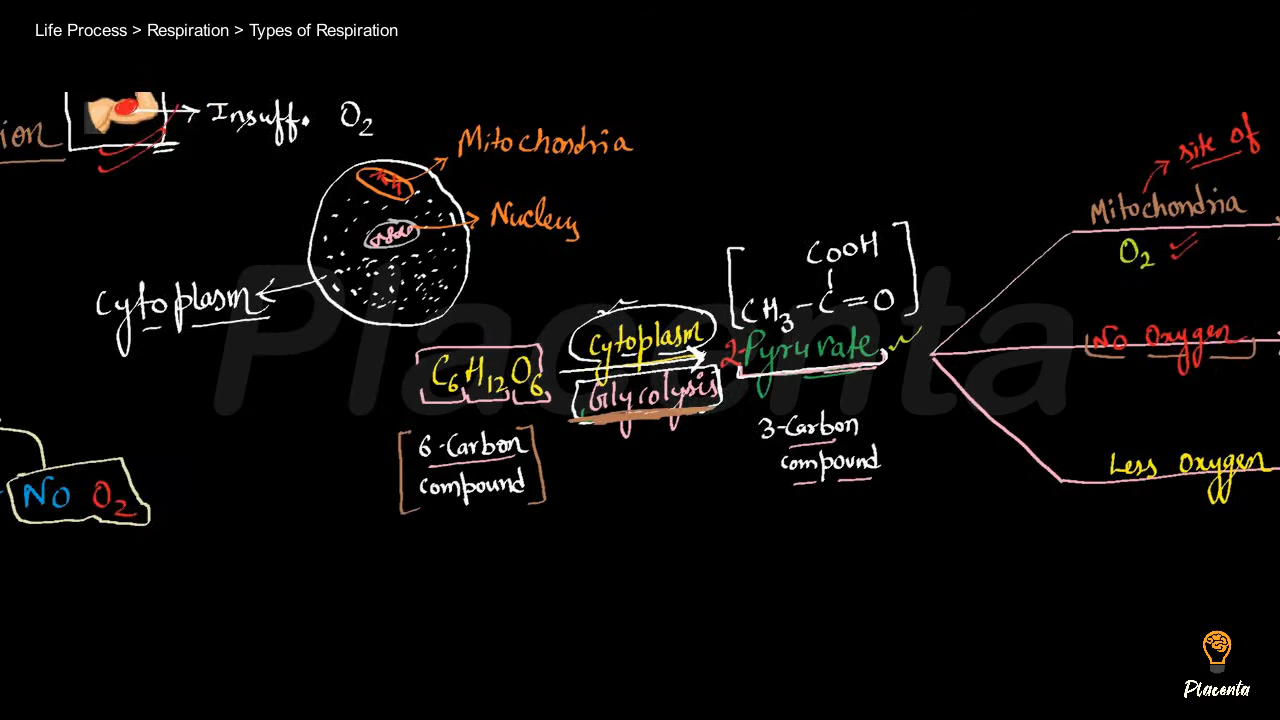 Life Process > Respiration > Types of Respiration
Insuff. O2
ion
Mitochondria
Nucleus
Cytoplasm
site of
Mitochondria
O2
COOH
CH3-C=O
Cytoplasm
Glycolysis
C6H12O6
2-Pyruvate
No Oxygen
6-Carbon
compound
3-Carbon
compound
Less Oxygen
NO O2
Placenta
Placenta